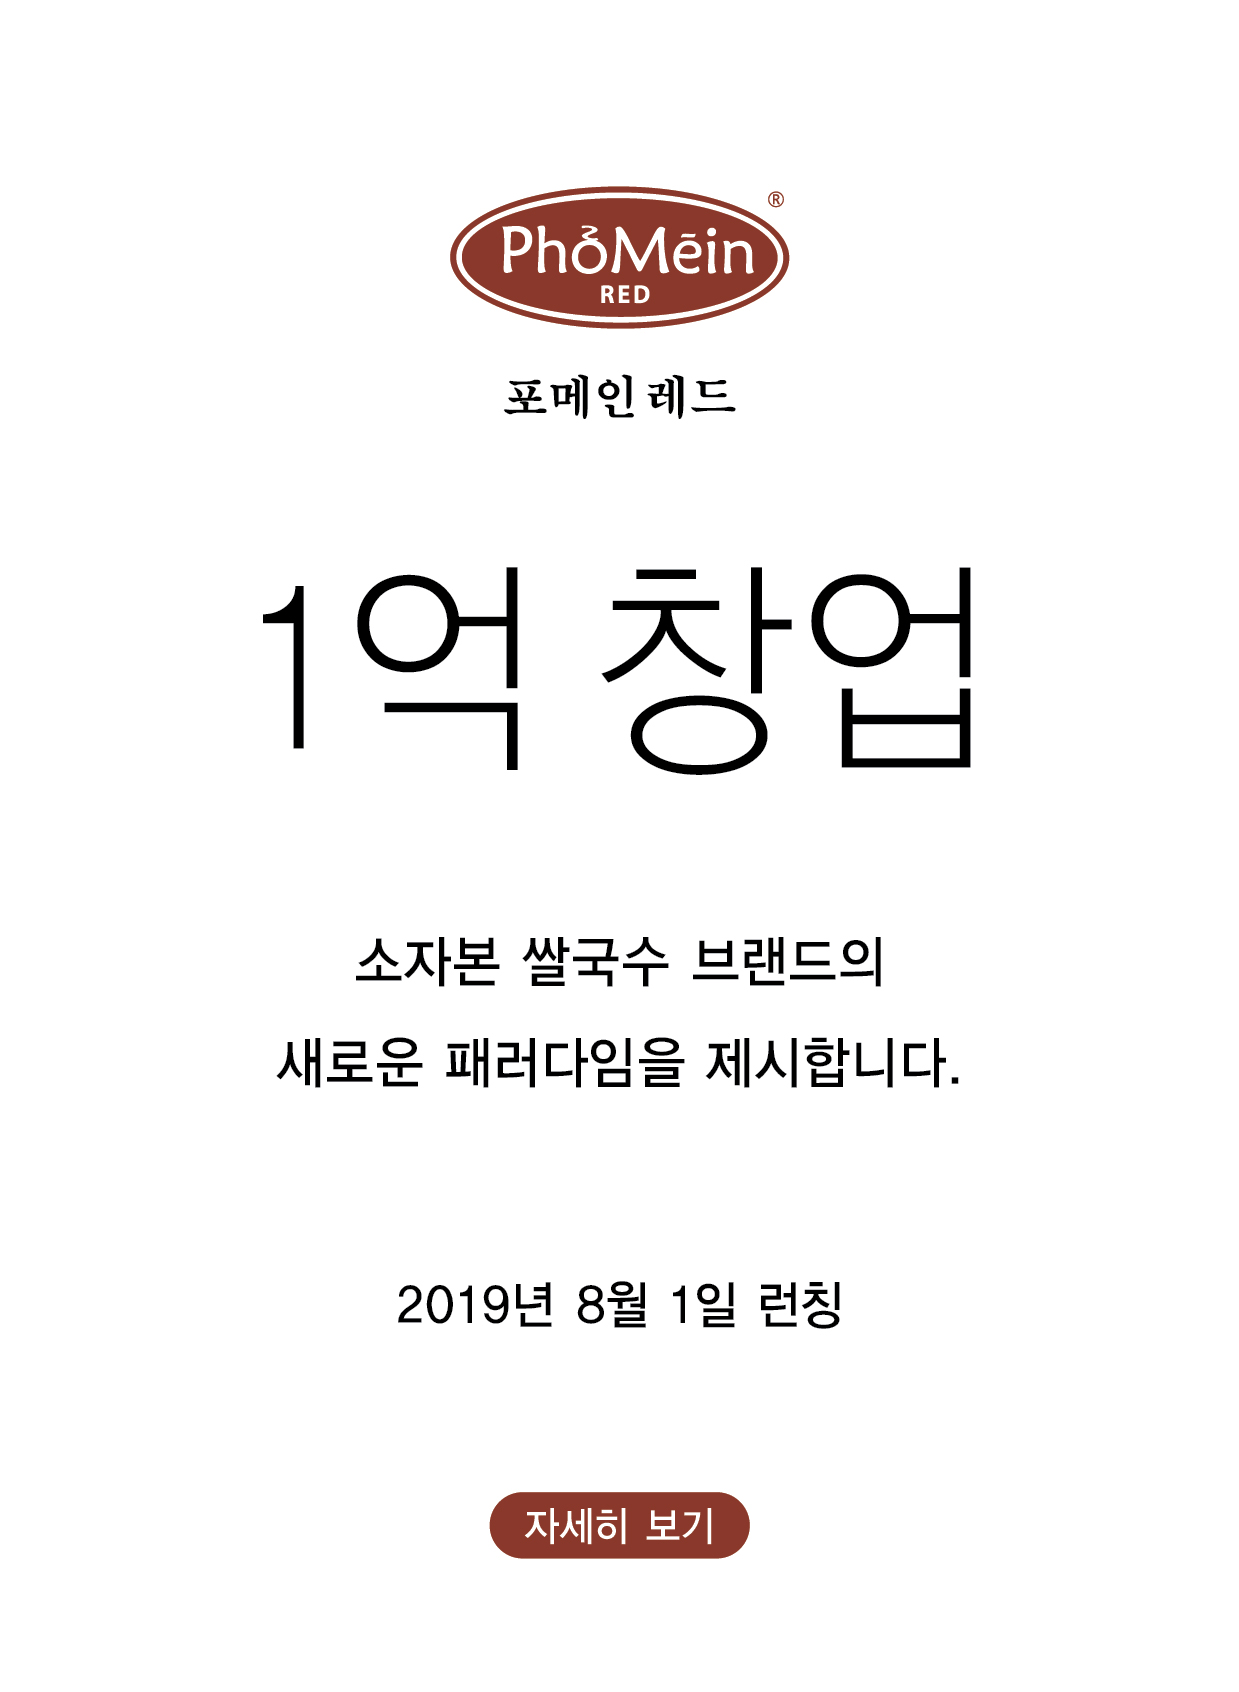 PhởMēin®
RED
포메인 레드
1억 창업
소자본 쌀국수 브랜드의
새로운 패러다임을 제시합니다.
2019년 8월 1일 런칭
자세히 보기